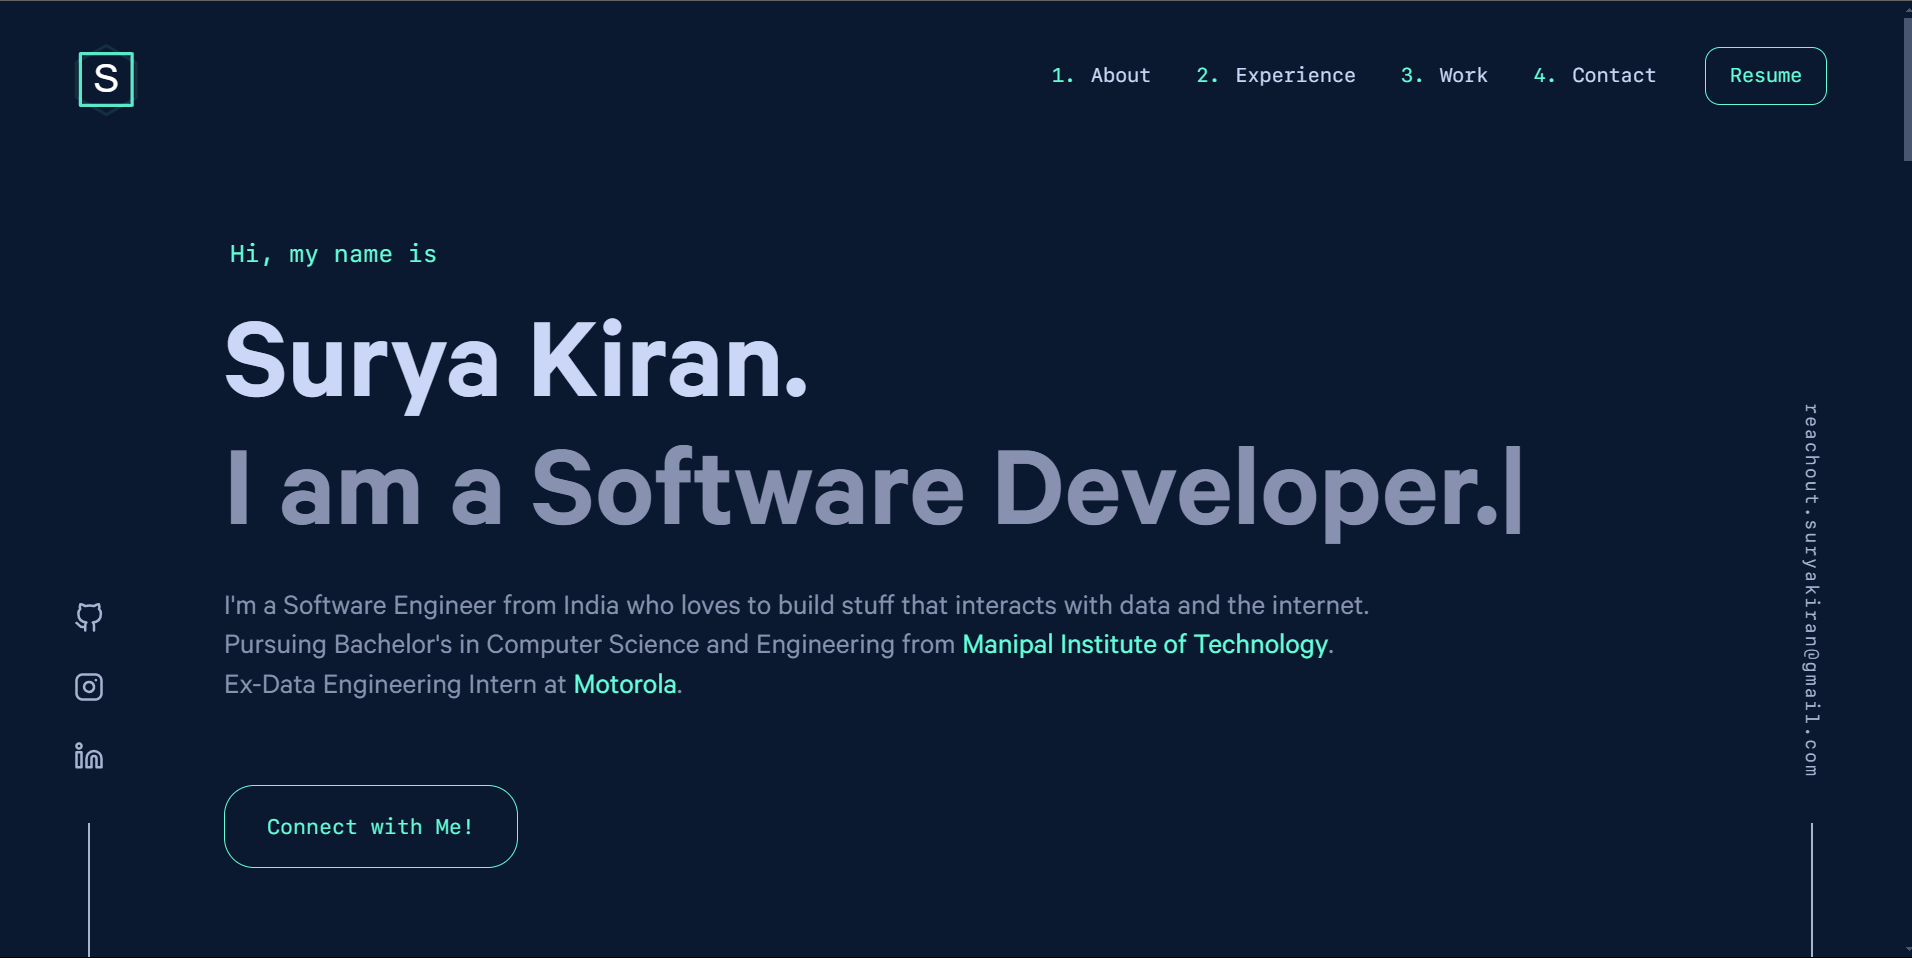 S
1. About 2. Experience 3. Work 4. Contact Resume
Hi, my name is
Surya Kiran.
I am a Software Developer.|
I'm a Software Engineer from India who loves to build stuff that interacts with data and the internet.
Pursuing Bachelor's in Computer Science and Engineering from Manipal Institute of Technology.
Ex-Data Engineering Intern at Motorola.
Connect with Me!
reachout.suryakiran@gmail.com